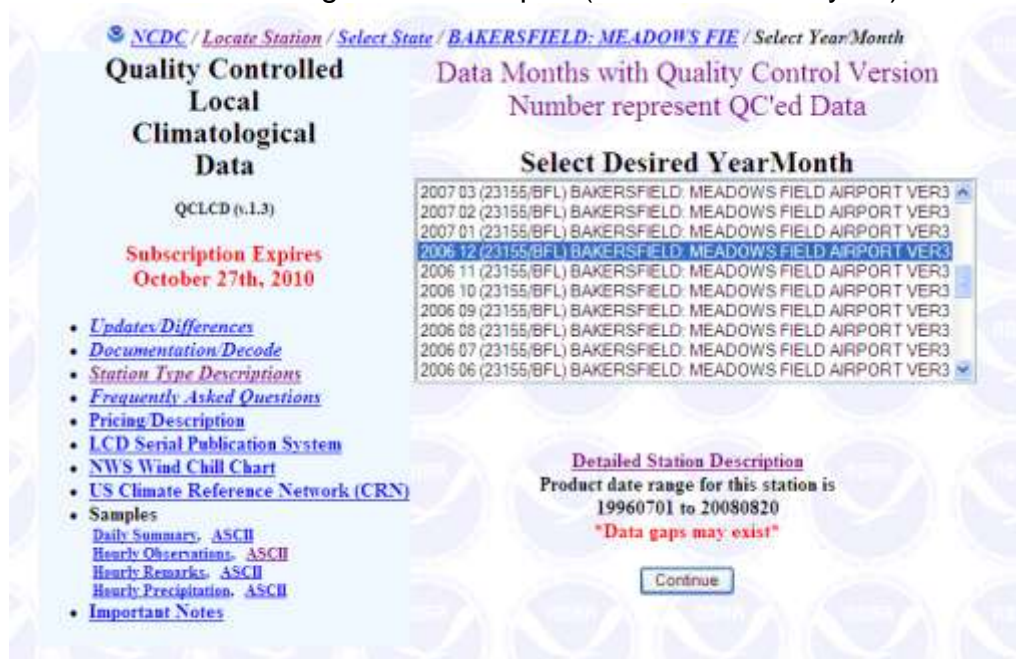 NCDC / Locate Station / Select State / BAKERSFIELD: MEADOWS FIE / Select Year/Month
Quality Controlled
Local
Climatological
Data
QCLCD (v.1.3)
Subscription Expires
October 27th, 2010
• Updates/Differences
• Documentation/Decode
• Station Type Descriptions
• Frequently Asked Questions
• Pricing/Description
• LCD Serial Publication System
• NWS Wind Chill Chart
• US Climate Reference Network (CRN)
• Samples
Daily Summary, ASCII
Hourly Observations, ASCII
Hourly Remarks, ASCII
Hourly Precipitation, ASCII
• Important Notes
Data Months with Quality Control Version
Number represent QC'ed Data
Select Desired YearMonth
2007 03 (23155/BFL) BAKERSFIELD: MEADOWS FIELD AIRPORT VER3
2007 02 (23155/BFL) BAKERSFIELD: MEADOWS FIELD AIRPORT VER3
2007 01 (23155/BFL) BAKERSFIELD: MEADOWS FIELD AIRPORT VER3
2006 12 (23155/BFL) BAKERSFIELD: MEADOWS FIELD AIRPORT VER3
2006 11 (23155/BFL) BAKERSFIELD: MEADOWS FIELD AIRPORT VER3
2006 10 (23155/BFL) BAKERSFIELD: MEADOWS FIELD AIRPORT VER3
2006 09 (23155/BFL) BAKERSFIELD: MEADOWS FIELD AIRPORT VER3
2006 08 (23155/BFL) BAKERSFIELD: MEADOWS FIELD AIRPORT VER3
2006 07 (23155/BFL) BAKERSFIELD: MEADOWS FIELD AIRPORT VER3
2006 06 (23155/BFL) BAKERSFIELD: MEADOWS FIELD AIRPORT VER3
Detailed Station Description
Product date range for this station is
19960701 to 20080820
*Data gaps may exist*
Continue